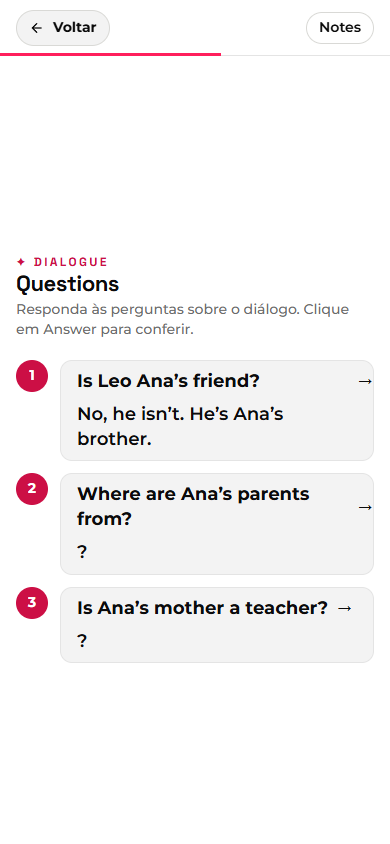 ← Voltar
Notes
✦ DIALOGUE
Questions
Responda às perguntas sobre o diálogo. Clique
em Answer para conferir.
1
Is Leo Ana’s friend? →
No, he isn’t. He’s Ana’s
brother.
2
Where are Ana’s parents
from? →
?
3
Is Ana’s mother a teacher? →
?